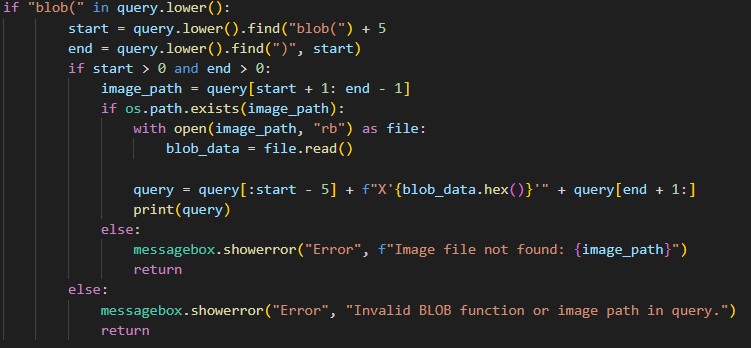 if "blob(" in query.lower():
start = query.lower().find("blob(") + 5
end = query.lower().find(")", start)
if start > 0 and end > 0:
image_path = query[start + 1: end - 1]
if os.path.exists(image_path):
with open(image_path, "rb") as file:
blob_data = file.read()
query = query[:start - 5] + f"X'{blob_data.hex()}'" + query[end + 1:]
print(query)
else:
messagebox.showerror("Error", f"Image file not found: {image_path}")
return
else:
messagebox.showerror("Error", "Invalid BLOB function or image path in query.")
return